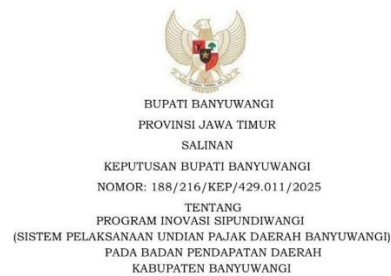 BUPATI BANYUWANGI
PROVINSI JAWA TIMUR
SALINAN
KEPUTUSAN BUPATI BANYUWANGI
NOMOR: 188/216/KEP/429.011/2025
TENTANG
PROGRAM INOVASI SIPUNDIWANGI
(SISTEM PELAKSANAAN UNDIAN PAJAK DAERAH BANYUWANGI)
PADA BADAN PENDAPATAN DAERAH
KABUPATEN BANYUWANGI